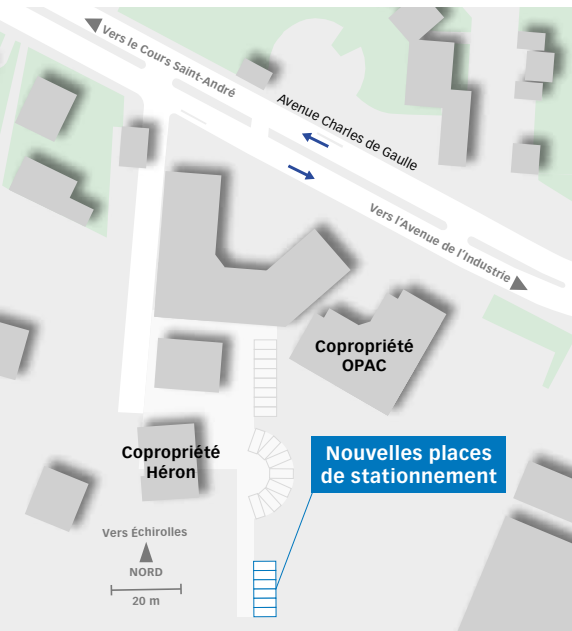 Vers le Cours Saint-André
Avenue Charles de Gaulle
Vers l'Avenue de l'Industrie
Copropriété
OPAC
Copropriété
Héron
Nouvelles places
de stationnement
Vers Échirolles
NORD
20 m